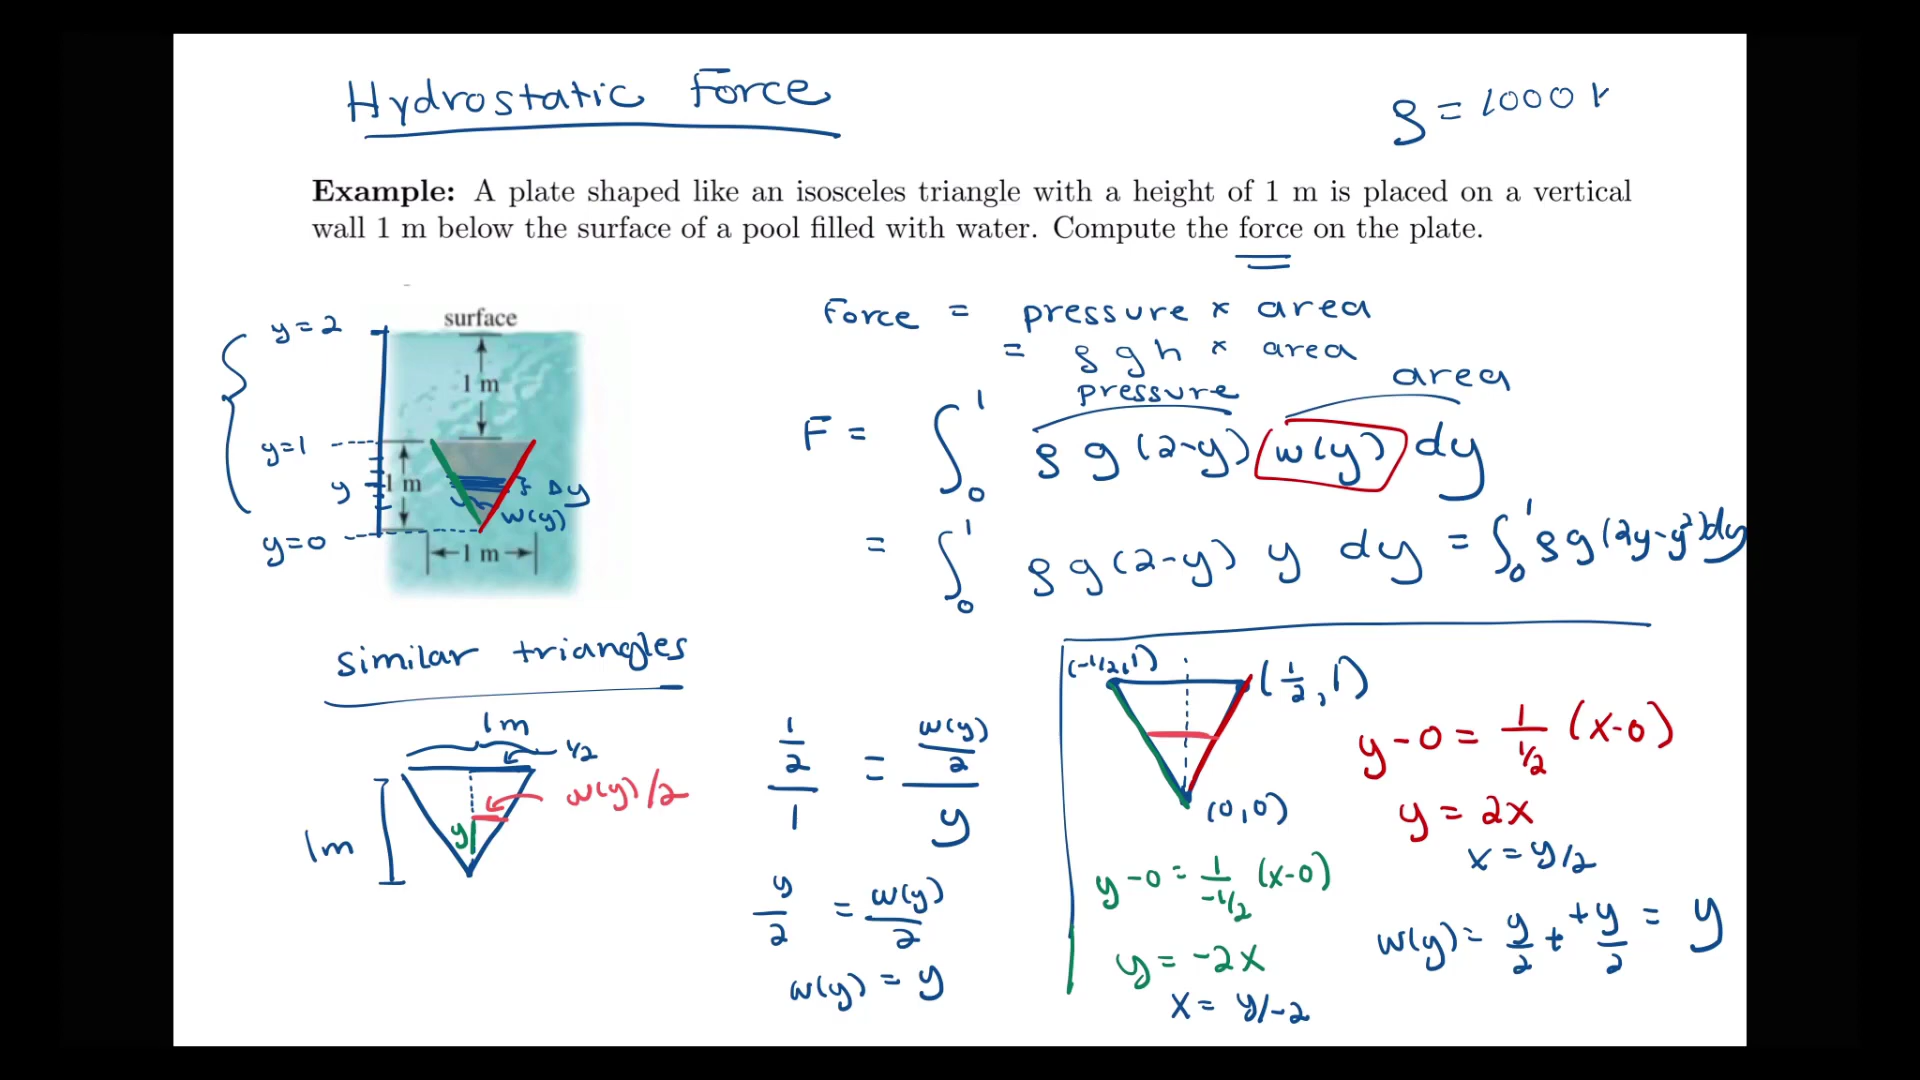 Hydrostatic Force
ρ = 1000 k
Example: A plate shaped like an isosceles triangle with a height of 1 m is placed on a vertical
wall 1 m below the surface of a pool filled with water. Compute the force on the plate.
y = 2
surface
1 m
y=1
y
1 m
Δy
w(y)
y=0
1 m
Force = pressure × area
= ρgh × area
pressure
area
F = ∫₀¹ ρg(2-y) w(y) dy
= ∫₀¹ ρg(2-y) y dy = ∫₀¹ ρg(2y-y²)dy
similar triangles
1m
1/2
w(y)/2
y
1m
1/2 / 1 = w(y)/2 / y
y/2 = w(y)/2
w(y) = y
(-1/2,1)
(1/2, 1)
(0,0)
y-0 = 1/(1/2) (x-0)
y = 2x
x = y/2
y-0 = 1/(-1/2) (x-0)
y = -2x
x = y/-2
w(y) = y/2 + +y/2 = y